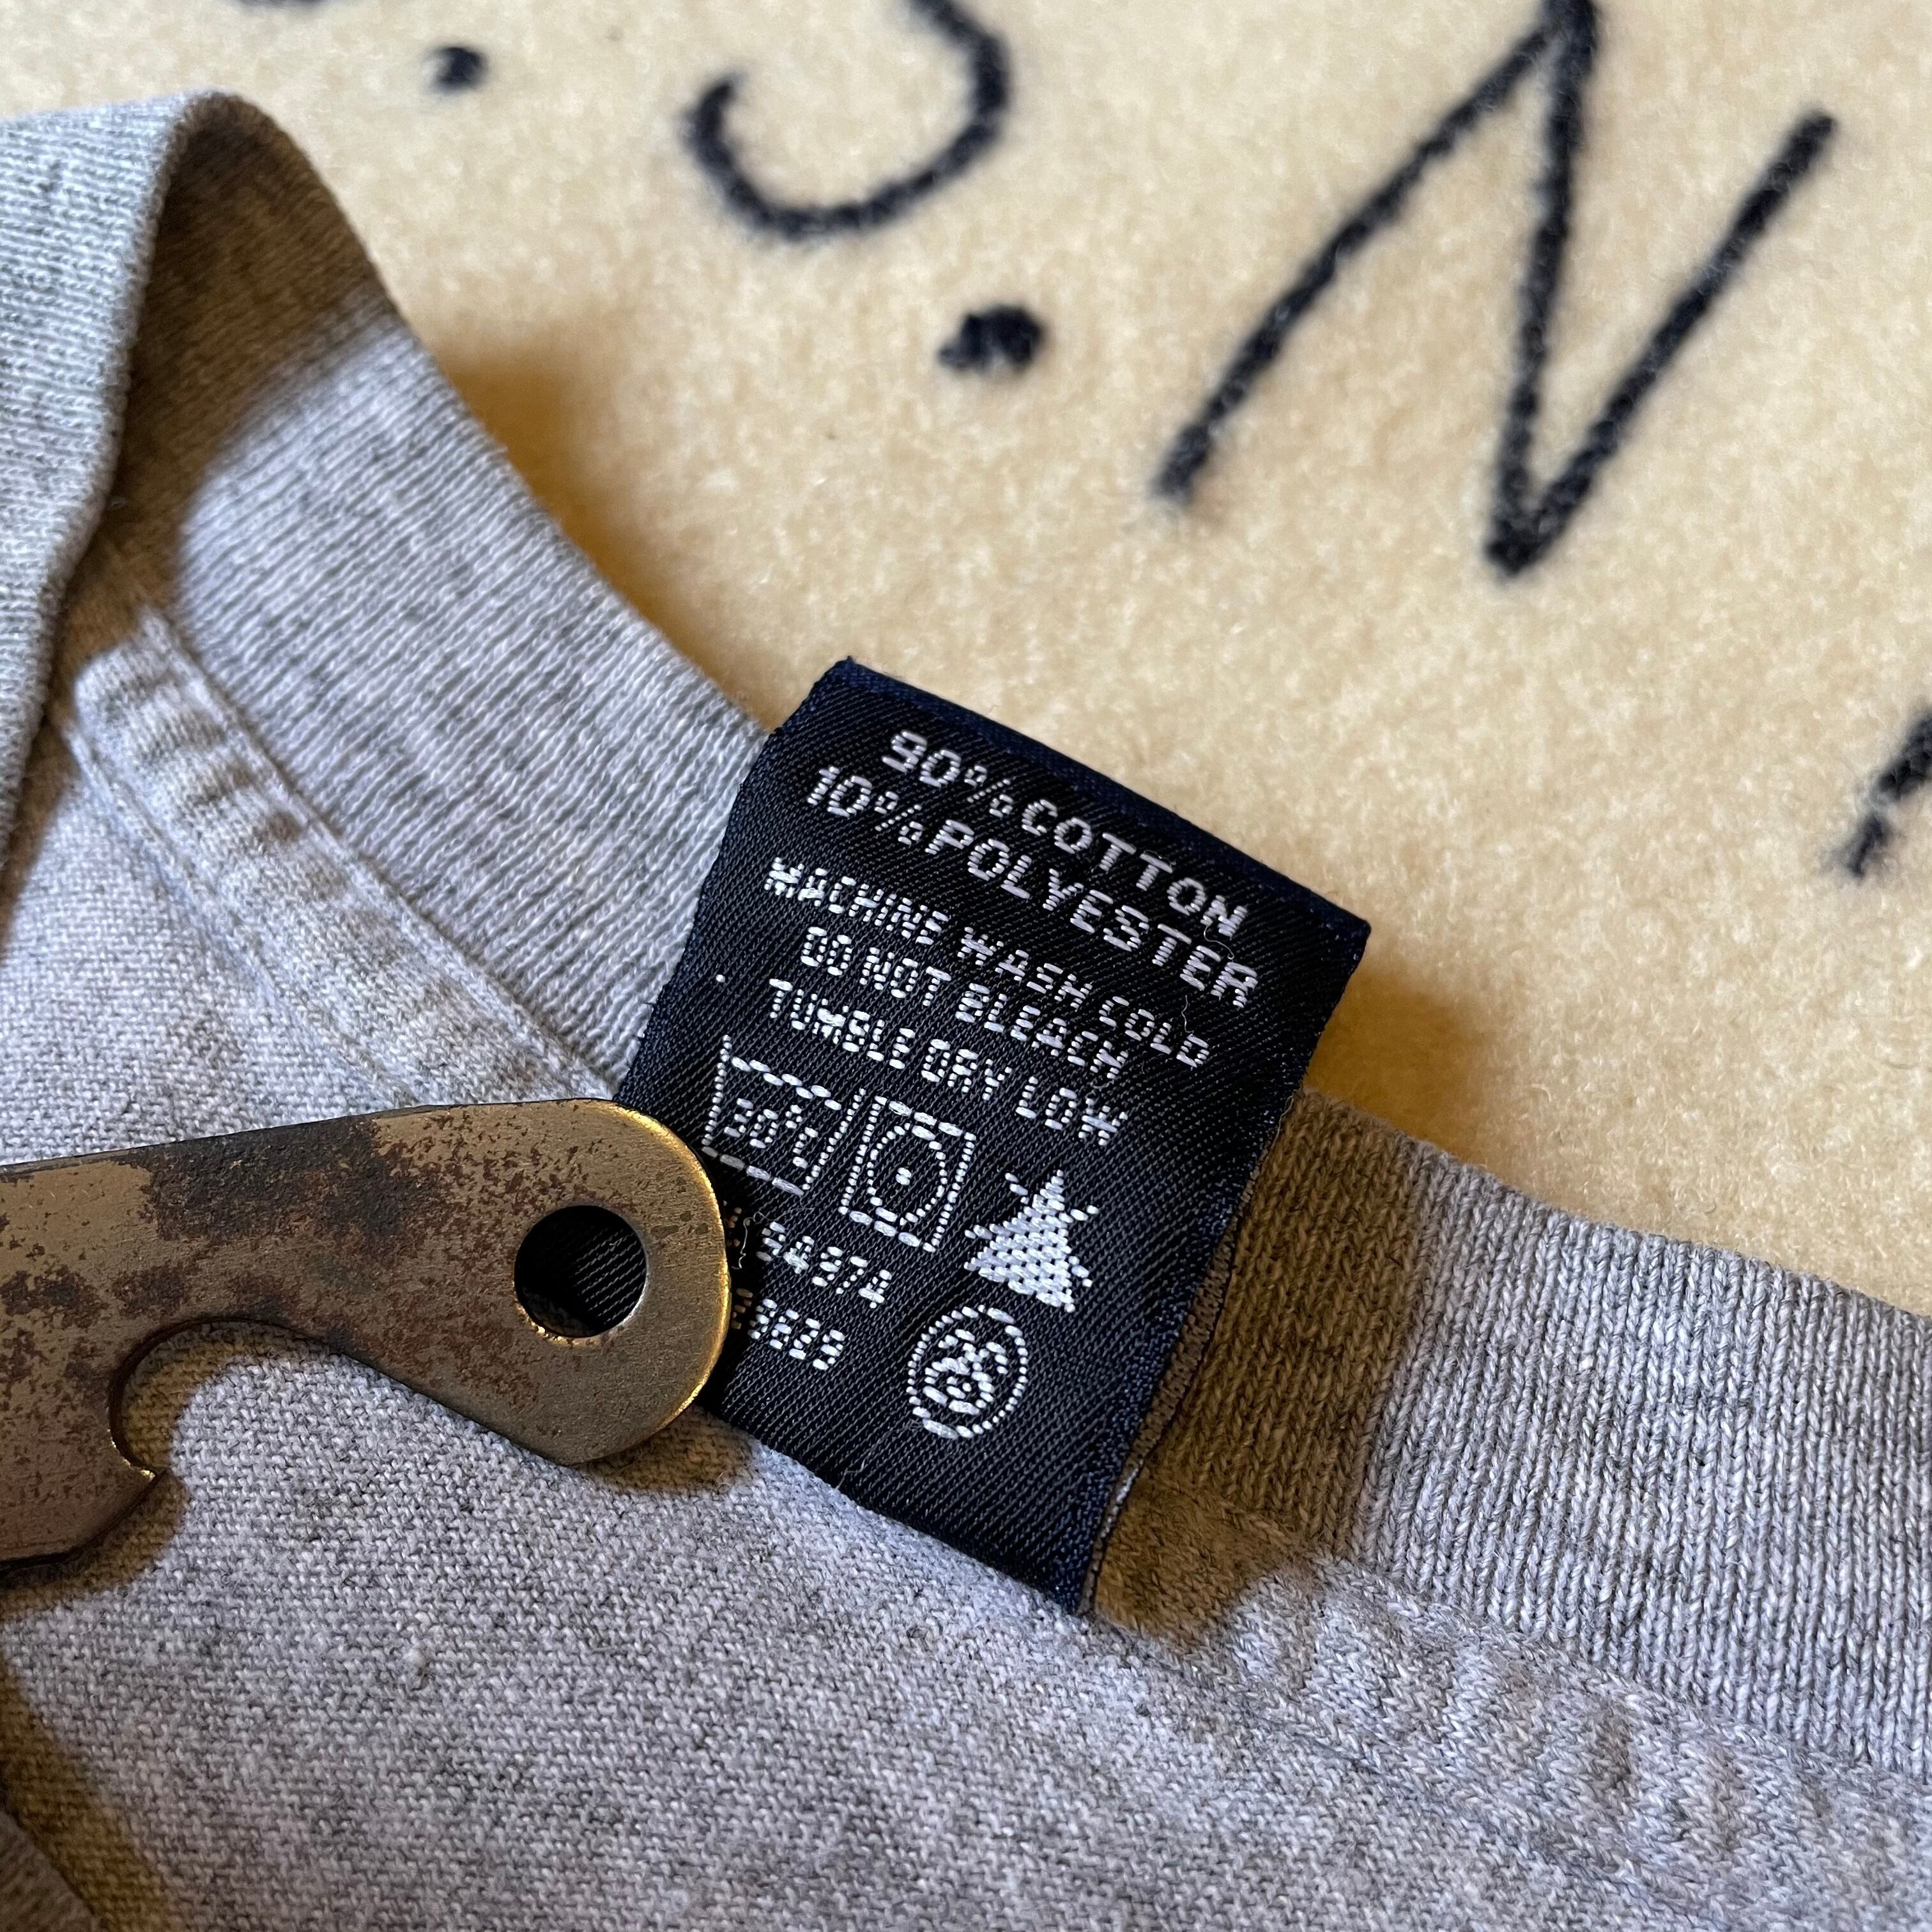 S. N
90% COTTON
10% POLYESTER
MACHINE WASH COLD
DO NOT BLEACH
TUMBLE DRY LOW
30°C